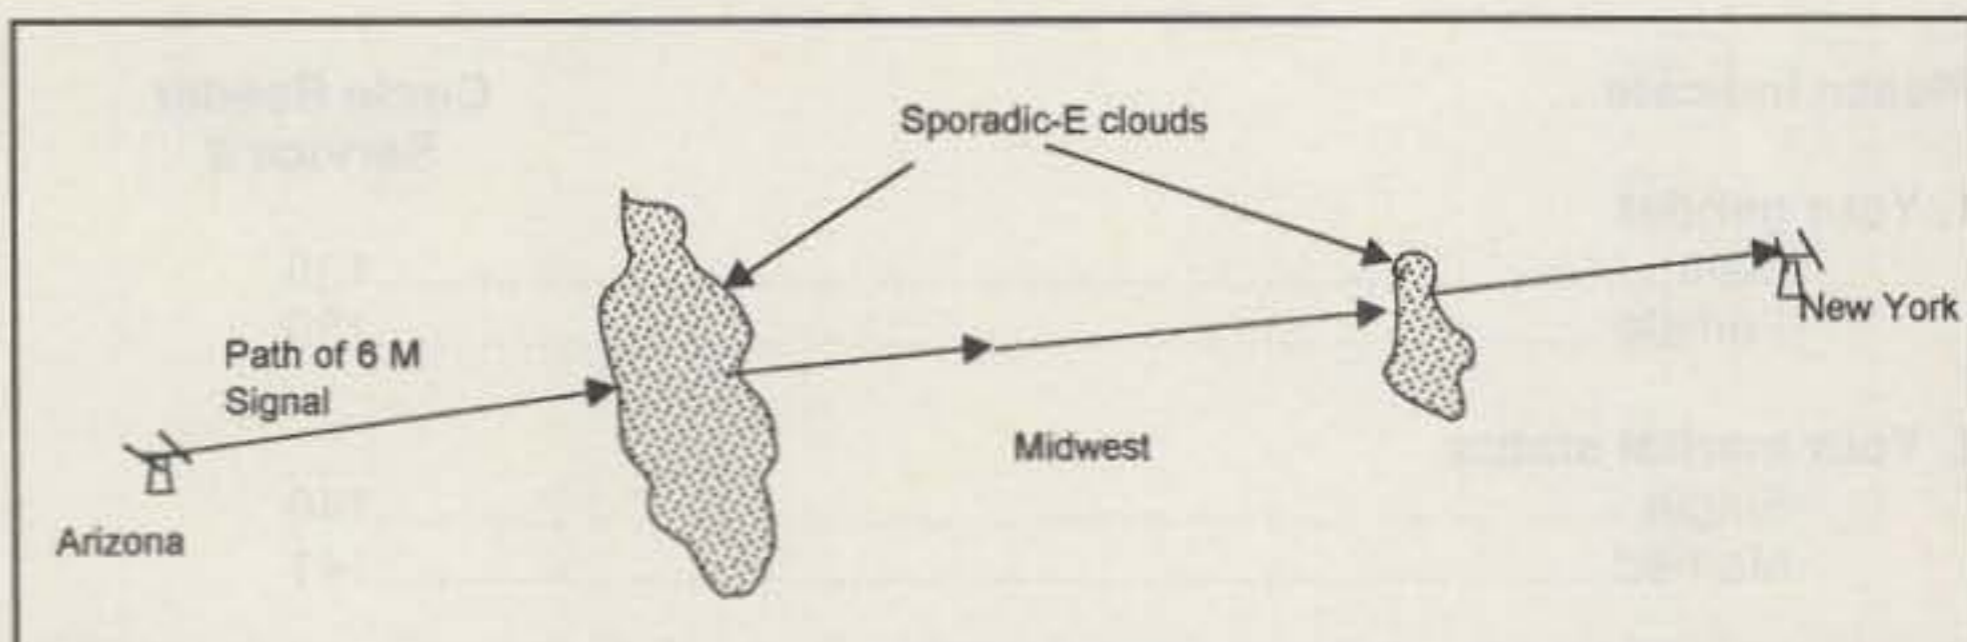 Sporadic-E clouds
New York
Path of 6 M
Signal
Midwest
Arizona